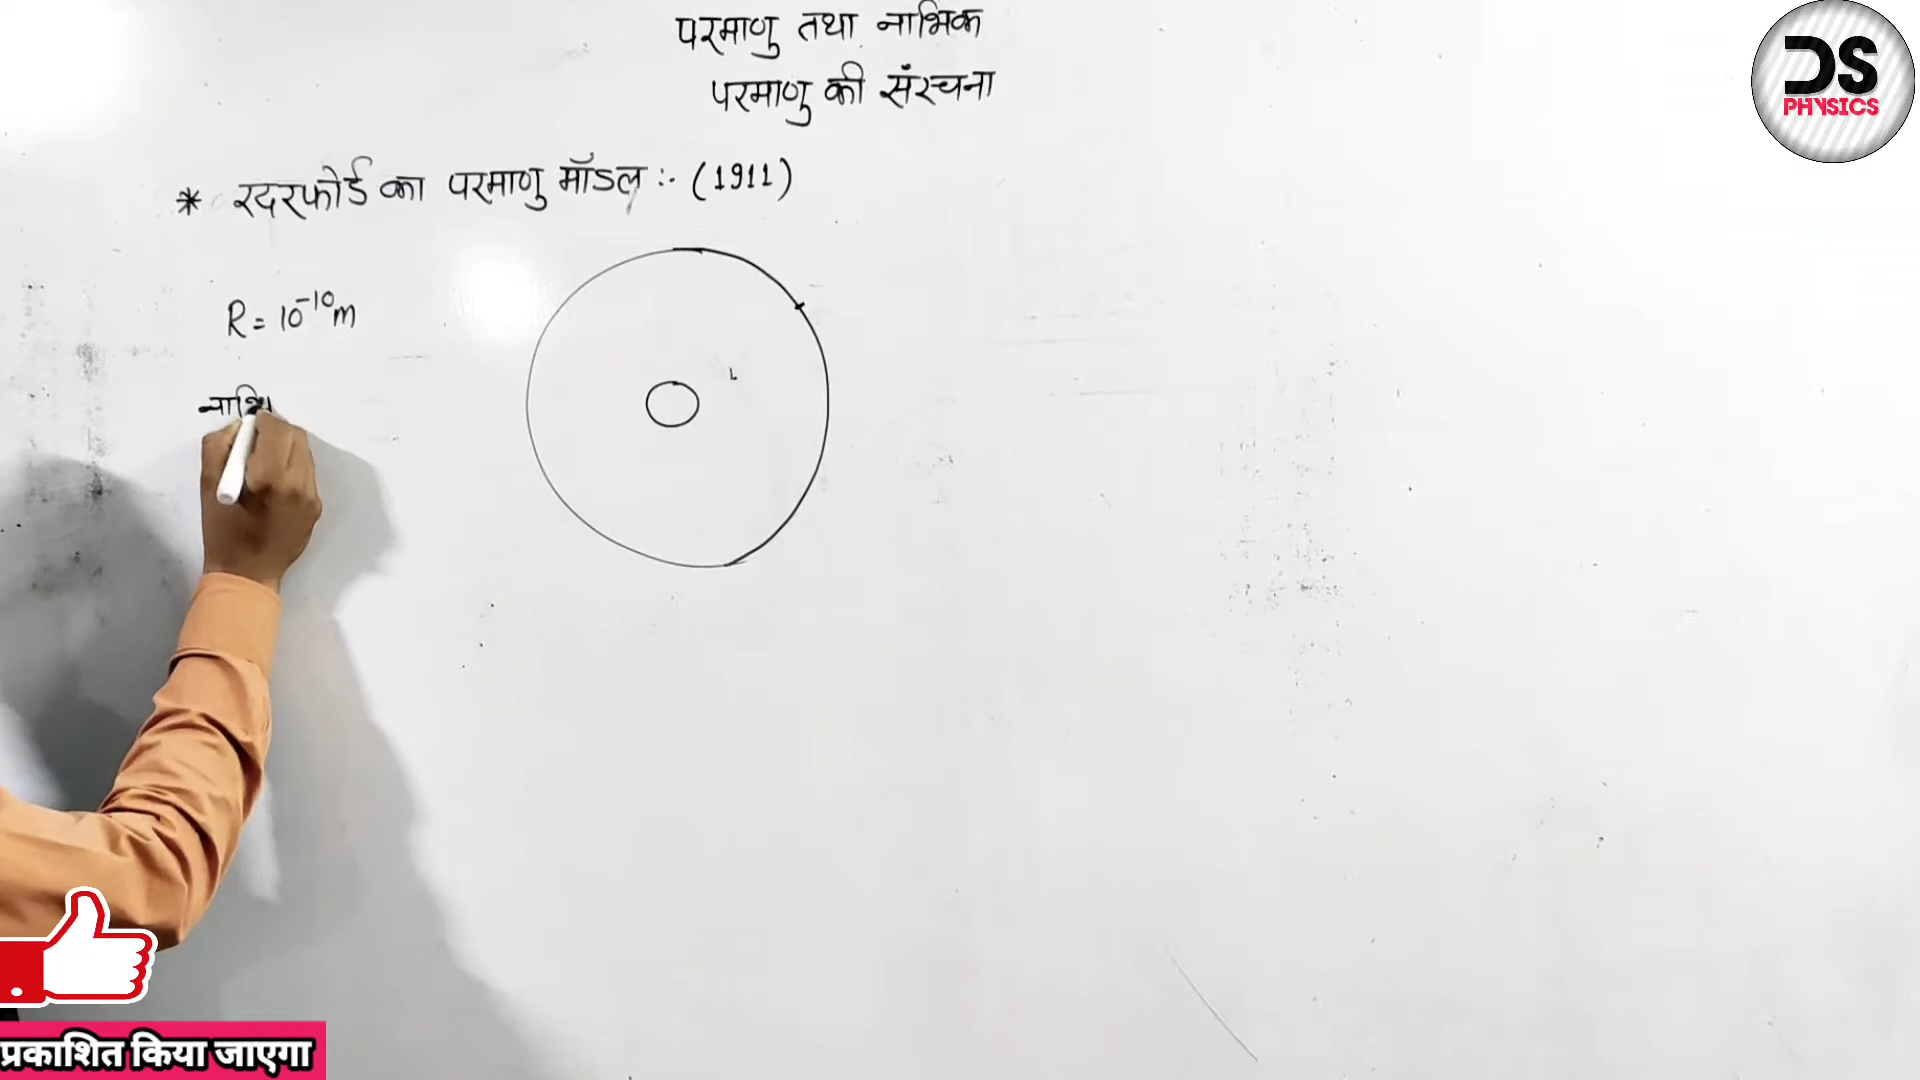 परमाणु तथा नाभिक
परमाणु की संरचना
DS
PHYSICS
* रदरफोर्ड का परमाणु मॉडल :- (1911)
R = 10⁻¹⁰m
प्रकाशित किया जाएगा